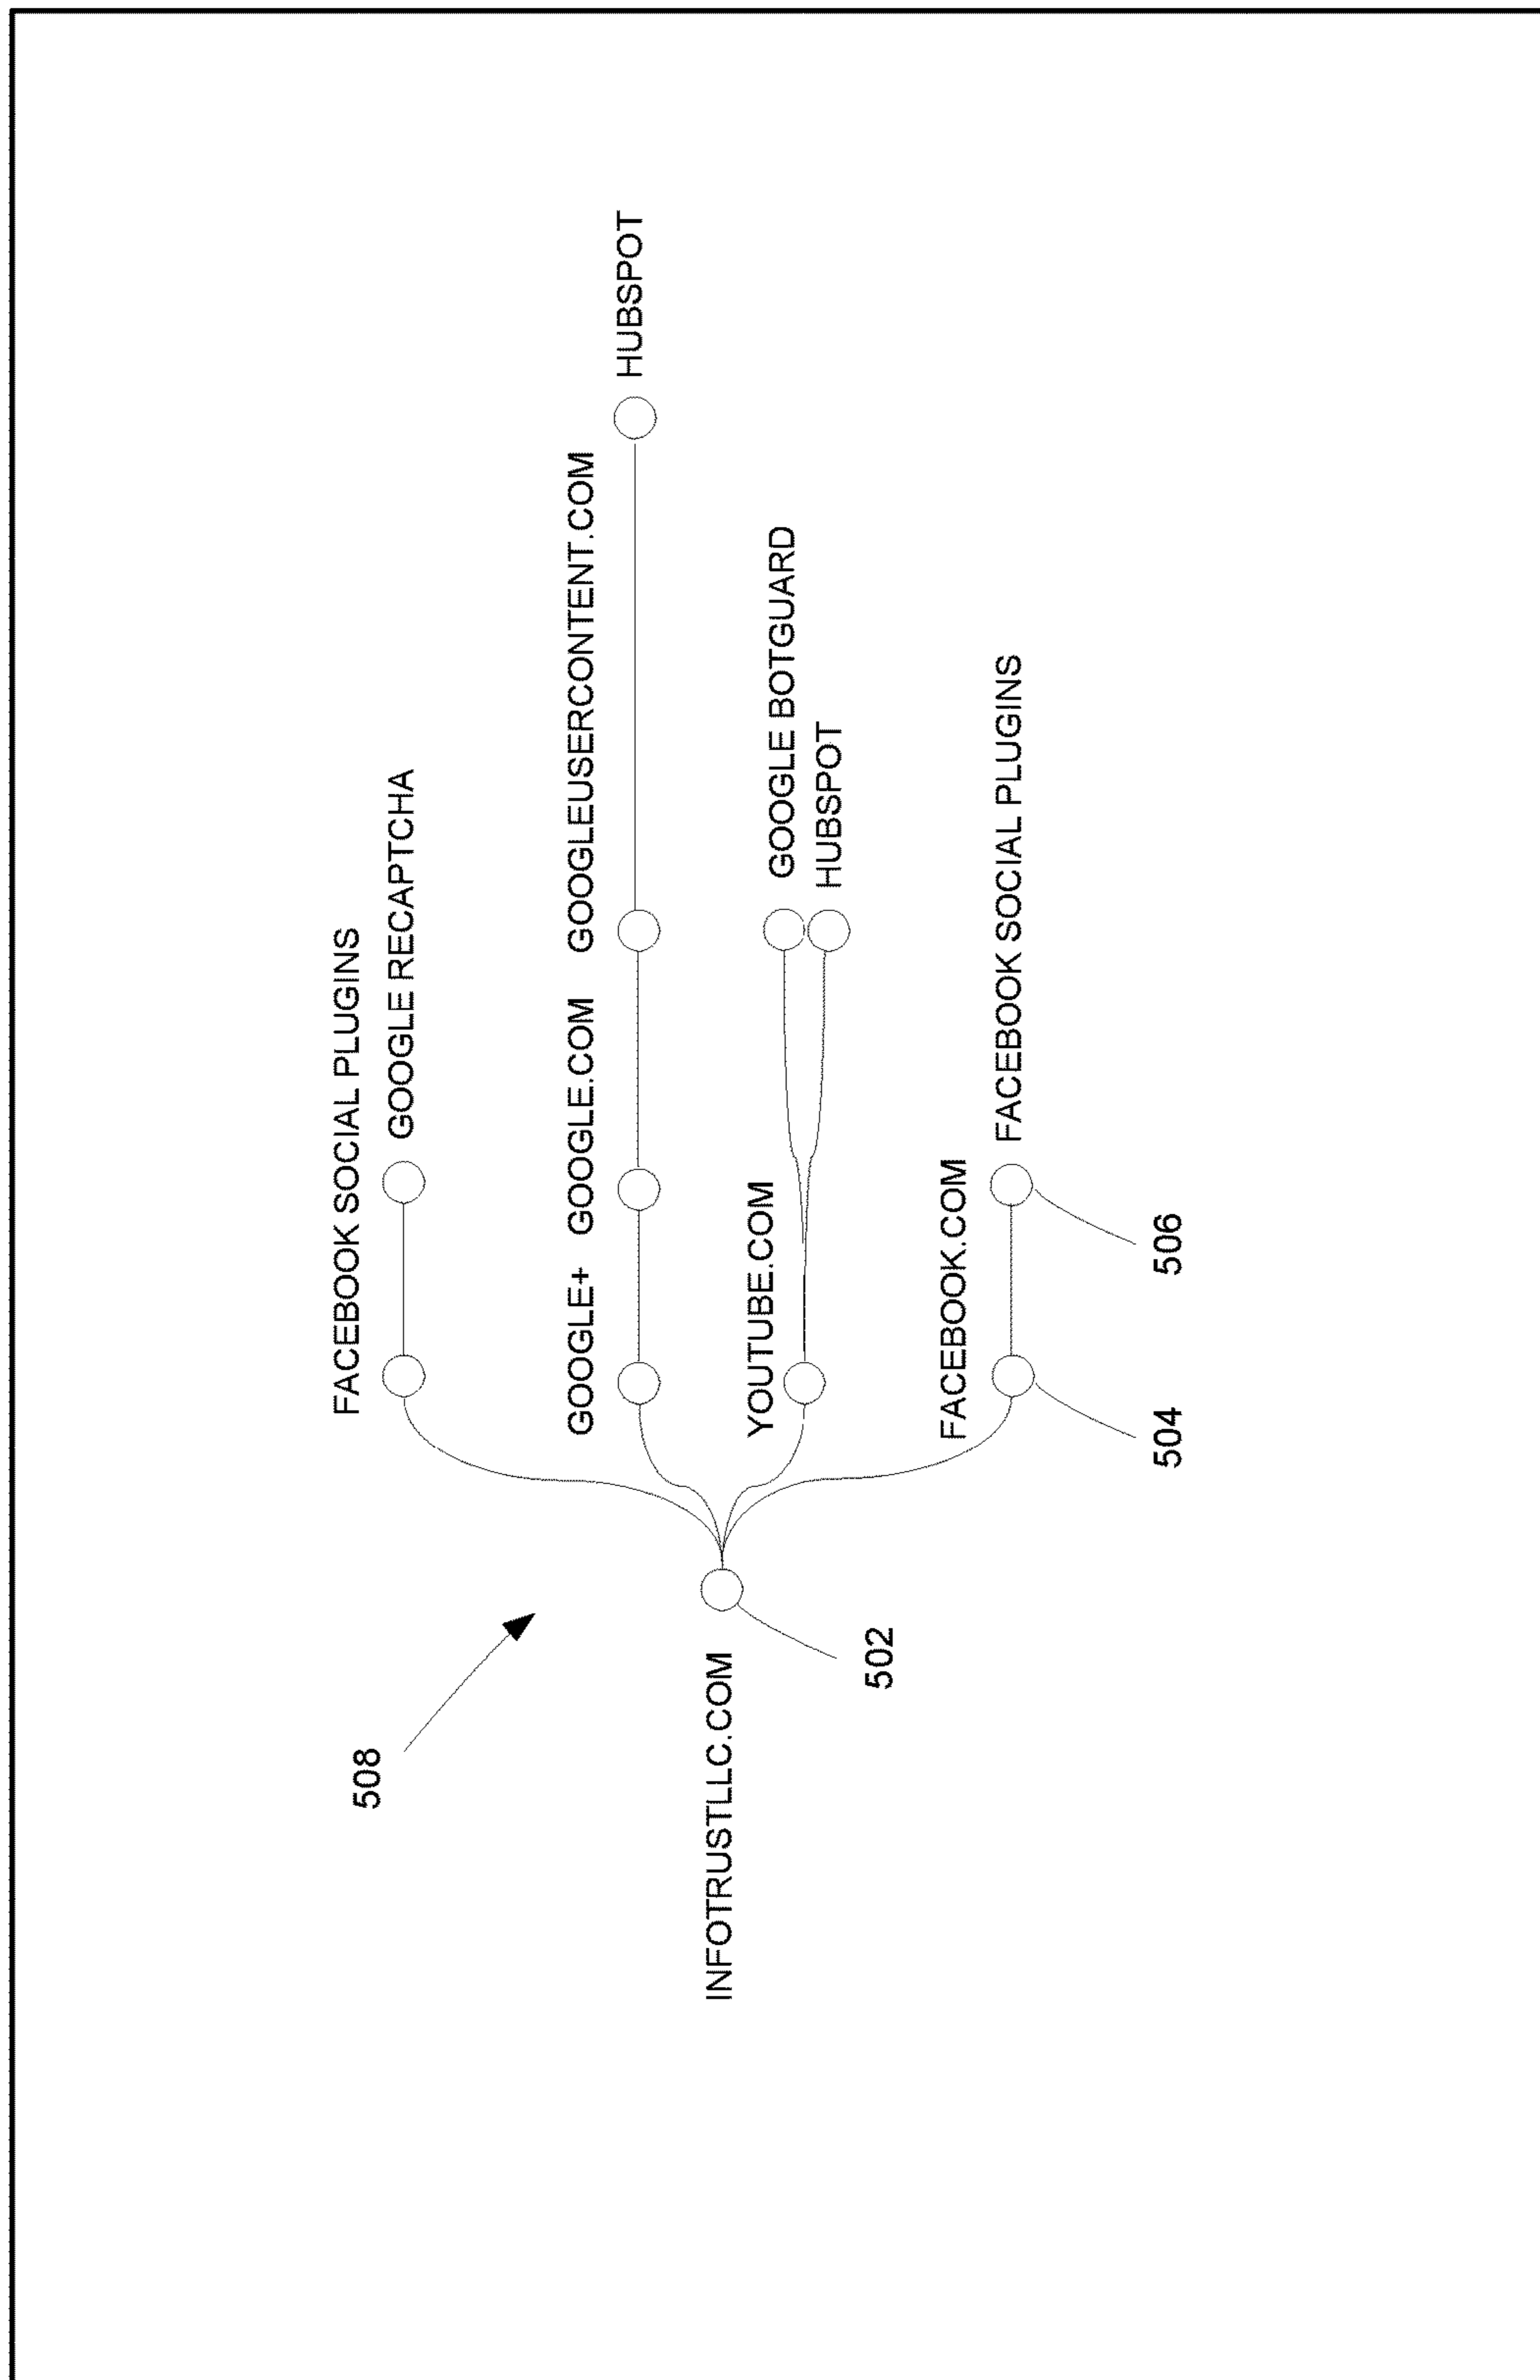 508
FACEBOOK SOCIAL PLUGINS
GOOGLE RECAPTCHA
GOOGLE+ GOOGLE.COM GOOGLEUSERCONTENT.COM
HUBSPOT
INFOTRUSTLLC.COM
YOUTUBE.COM
GOOGLE BOTGUARD
HUBSPOT
502
FACEBOOK.COM
FACEBOOK SOCIAL PLUGINS
504
506